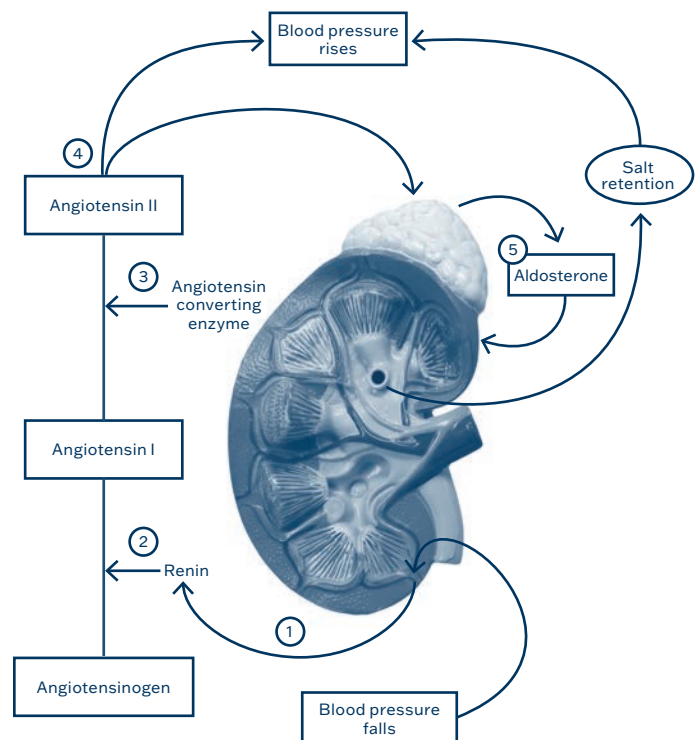 Blood pressure
rises
4
Salt
retention
Angiotensin II
5
3
Angiotensin
converting
enzyme
Aldosterone
Angiotensin I
2
Renin
1
Angiotensinogen
Blood pressure
falls